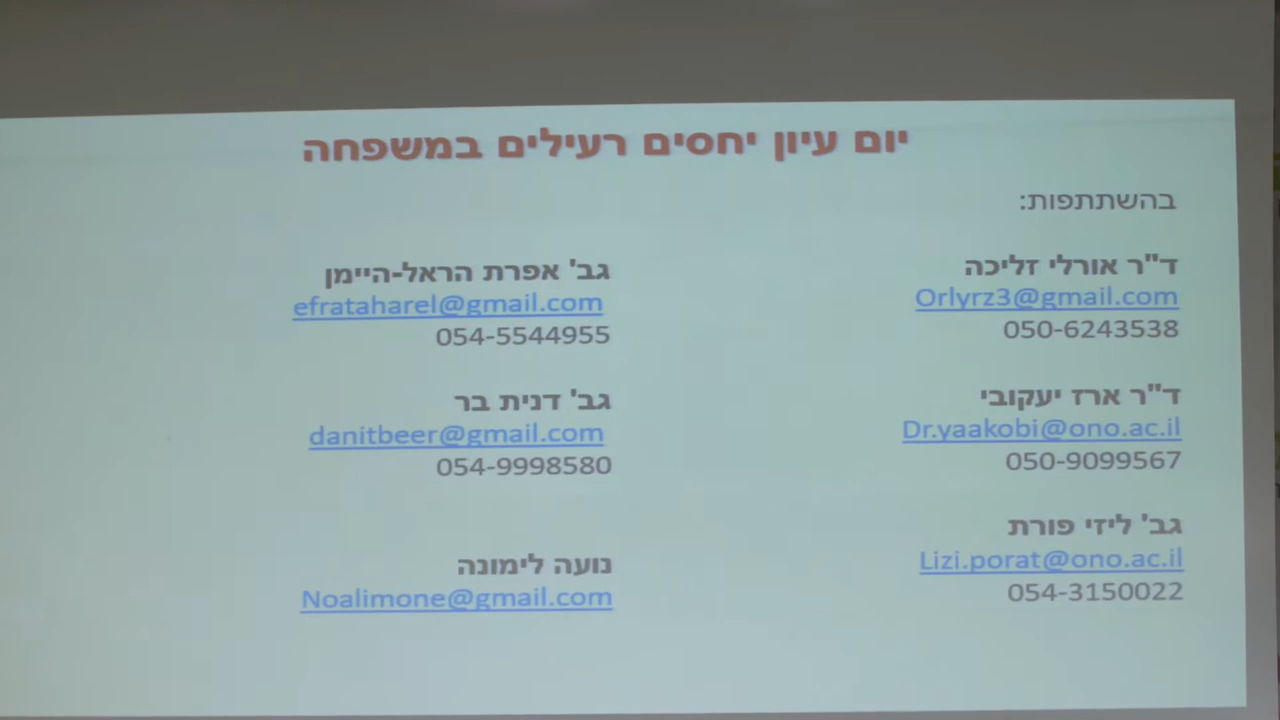 יום עיון יחסים רעילים במשפחה
בהשתתפות:
ד"ר אורלי זליכה
Orlyrz3@gmail.com
050-6243538
ד"ר ארז יעקובי
Dr.yaakobi@ono.ac.il
050-9099567
גב' ליזי פורת
Lizi.porat@ono.ac.il
054-3150022
גב' אפרת הראל-היימן
efrataharel@gmail.com
054-5544955
גב' דנית בר
danitbeer@gmail.com
054-9998580
נועה לימונה
Noalimone@gmail.com